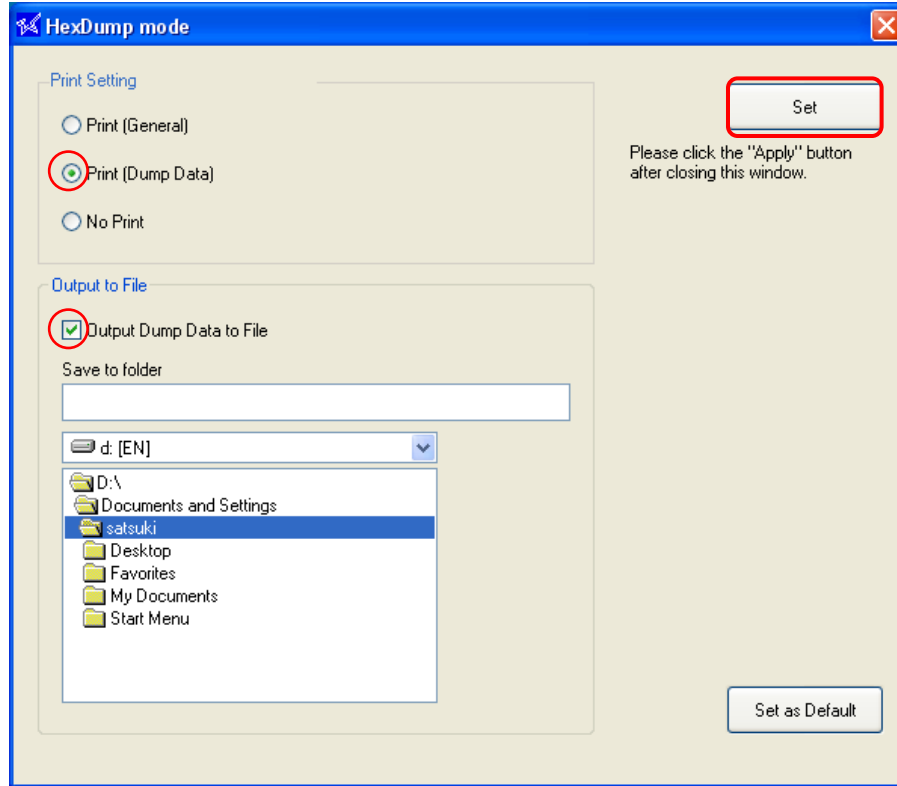 HexDump mode
Print Setting
Print (General)
Print (Dump Data)
No Print
Set
Please click the "Apply" button
after closing this window.
Output to File
Output Dump Data to File
Save to folder
d: [EN]
D:\
Documents and Settings
satsuki
Desktop
Favorites
My Documents
Start Menu
Set as Default